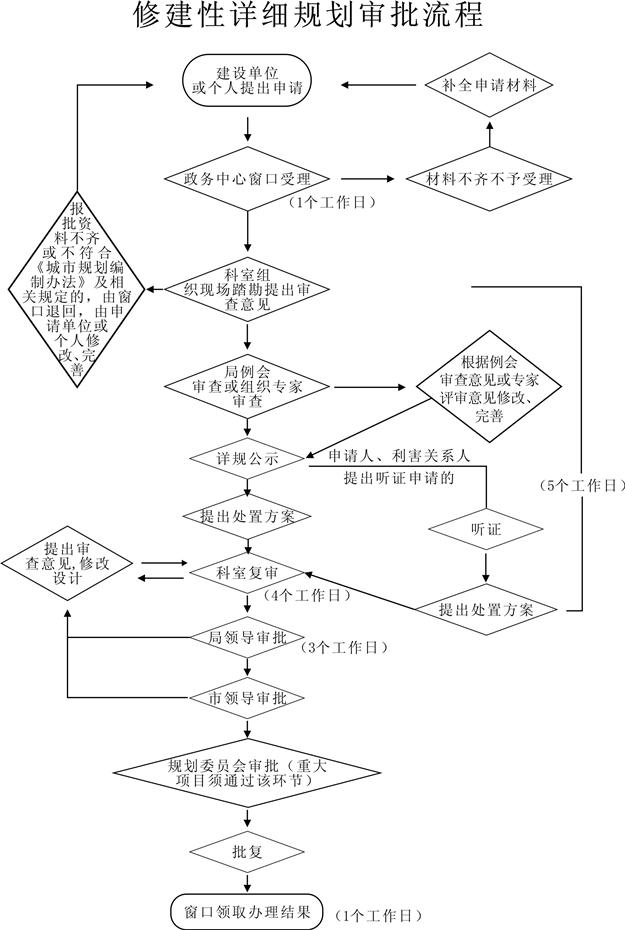 修建性详细规划审批流程
建设单位
或个人提出申请
补全申请材料
政务中心窗口受理
(1个工作日)
材料不齐不予受理
报
批资
料不齐
或不符合
《城市规划编
制办法》及相
关规定的，由窗
口退回，由申
请单位或
个人修
改、完
善
科室组
织现场踏勘提出审
查意见
局例会
审查或组织专家
审查
根据例会
审查意见或专家
评审意见修改、
完善
详规公示
申请人、利害关系人
提出听证申请的
(5个工作日)
提出处置方案
听证
提出审
查意见,修改
设计
科室复审
(4个工作日)
提出处置方案
局领导审批
(3个工作日)
市领导审批
规划委员会审批（重大
项目须通过该环节）
批复
窗口领取办理结果
(1个工作日)